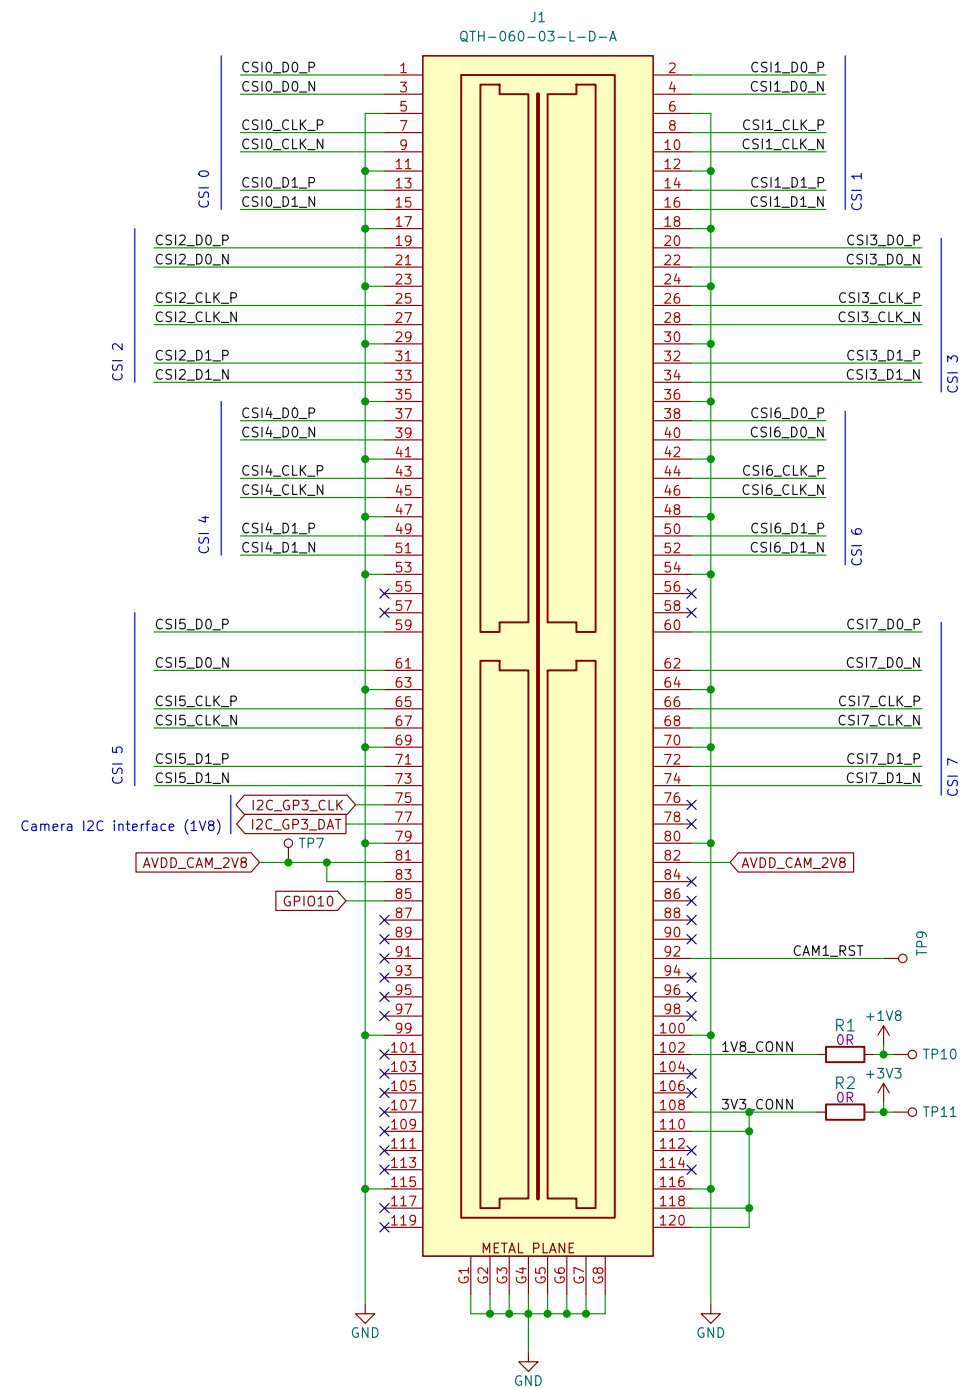 J1
QTH-060-03-L-D-A
CSI0_D0_P 1 2 CSI1_D0_P
CSI0_D0_N 3 4 CSI1_D0_N
5 6
CSI0_CLK_P 7 8 CSI1_CLK_P
CSI0_CLK_N 9 10 CSI1_CLK_N
11 12
CSI 0
CSI0_D1_P 13 14 CSI1_D1_P
CSI 1
CSI0_D1_N 15 16 CSI1_D1_N
17 18
CSI2_D0_P 19 20 CSI3_D0_P
CSI2_D0_N 21 22 CSI3_D0_N
23 24
CSI2_CLK_P 25 26 CSI3_CLK_P
CSI2_CLK_N 27 28 CSI3_CLK_N
29 30
CSI 2
CSI2_D1_P 31 32 CSI3_D1_P
CSI 3
CSI2_D1_N 33 34 CSI3_D1_N
35 36
CSI4_D0_P 37 38 CSI6_D0_P
CSI4_D0_N 39 40 CSI6_D0_N
41 42
CSI4_CLK_P 43 44 CSI6_CLK_P
CSI4_CLK_N 45 46 CSI6_CLK_N
47 48
CSI 4
CSI4_D1_P 49 50 CSI6_D1_P
CSI 6
CSI4_D1_N 51 52 CSI6_D1_N
53 54
55 56
57 58
CSI5_D0_P 59 60 CSI7_D0_P
CSI5_D0_N 61 62 CSI7_D0_N
63 64
CSI5_CLK_P 65 66 CSI7_CLK_P
CSI5_CLK_N 67 68 CSI7_CLK_N
69 70
CSI 5
CSI5_D1_P 71 72 CSI7_D1_P
CSI 7
CSI5_D1_N 73 74 CSI7_D1_N
I2C_GP3_CLK 75 76
Camera I2C interface (1V8)
I2C_GP3_DAT 77 78
TP7
79 80
AVDD_CAM_2V8 81 82 AVDD_CAM_2V8
83 84
GPIO10 85 86
87 88
89 90
91 92 CAM1_RST TP9
93 94
95 96
97 98
99 100
R1 +1V8
0R
101 102 1V8_CONN TP10
103 104
R2 +3V3
0R
105 106
107 108 3V3_CONN TP11
109 110
111 112
113 114
115 116
117 118
119 120
METAL PLANE
G1 G2 G3 G4 G5 G6 G7 G8
GND GND
GND